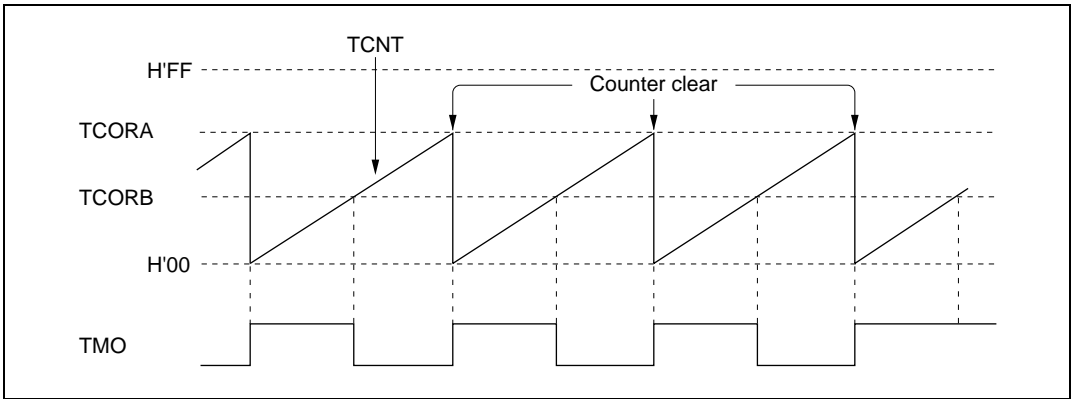 TCNT
H'FF
Counter clear
TCORA
TCORB
H'00
TMO